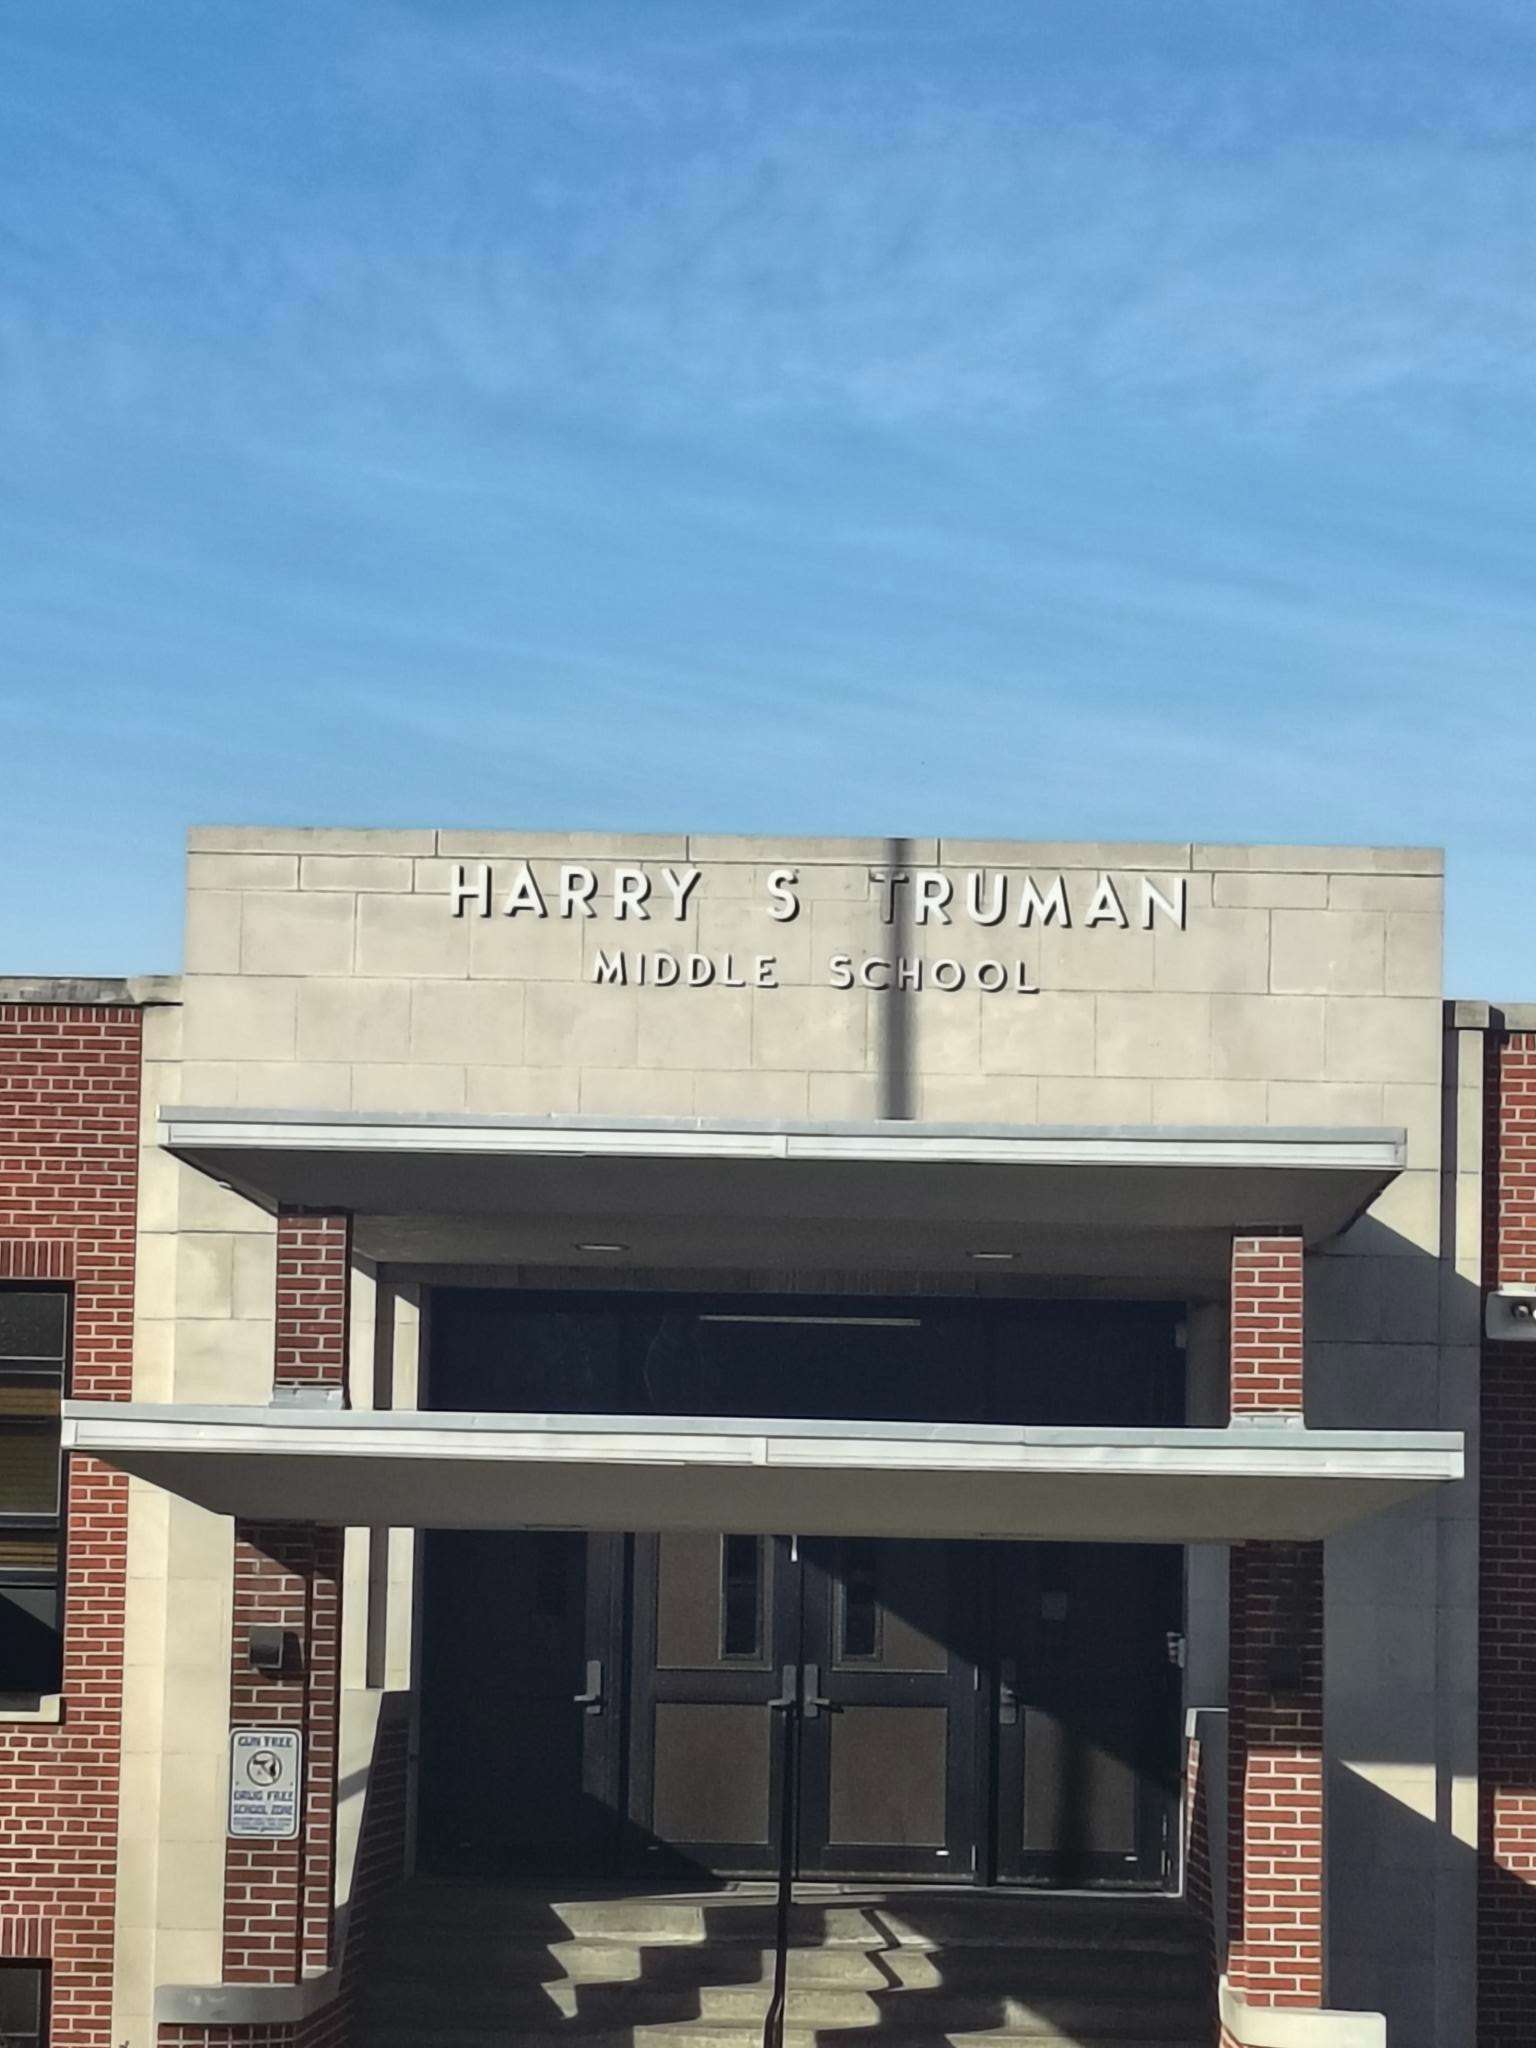 HARRY S TRUMAN
MIDDLE SCHOOL
GUN FREE
DRUG FREE
SCHOOL ZONE